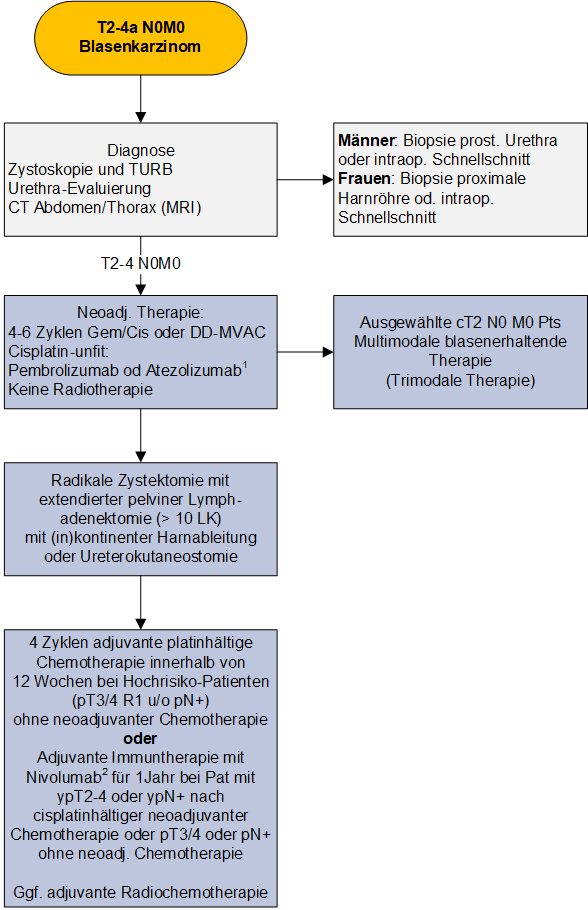 T2-4a N0M0
Blasenkarzinom
Diagnose
Zystoskopie und TURB
Urethra-Evaluierung
CT Abdomen/Thorax (MRI)
Männer: Biopsie prost. Urethra
oder intraop. Schnellschnitt
Frauen: Biopsie proximale
Harnröhre od. intraop.
Schnellschnitt
T2-4 N0M0
Neoadj. Therapie:
4-6 Zyklen Gem/Cis oder DD-MVAC
Cisplatin-unfit:
Pembrolizumab od Atezolizumab1
Keine Radiotherapie
Ausgewählte cT2 N0 M0 Pts
Multimodale blasenerhaltende
Therapie
(Trimodale Therapie)
Radikale Zystektomie mit
extendierter pelviner Lymph-
adenektomie (> 10 LK)
mit (in)kontinenter Harnableitung
oder Ureterokutaneostomie
4 Zyklen adjuvante platinhältige
Chemotherapie innerhalb von
12 Wochen bei Hochrisiko-Patienten
(pT3/4 R1 u/o pN+)
ohne neoadjuvanter Chemotherapie
oder
Adjuvante Immuntherapie mit
Nivolumab2 für 1Jahr bei Pat mit
ypT2-4 oder ypN+ nach
cisplatinhältiger neoadjuvanter
Chemotherapie oder pT3/4 or pN+
ohne neoadj. Chemotherapie
Ggf. adjuvante Radiochemotherapie